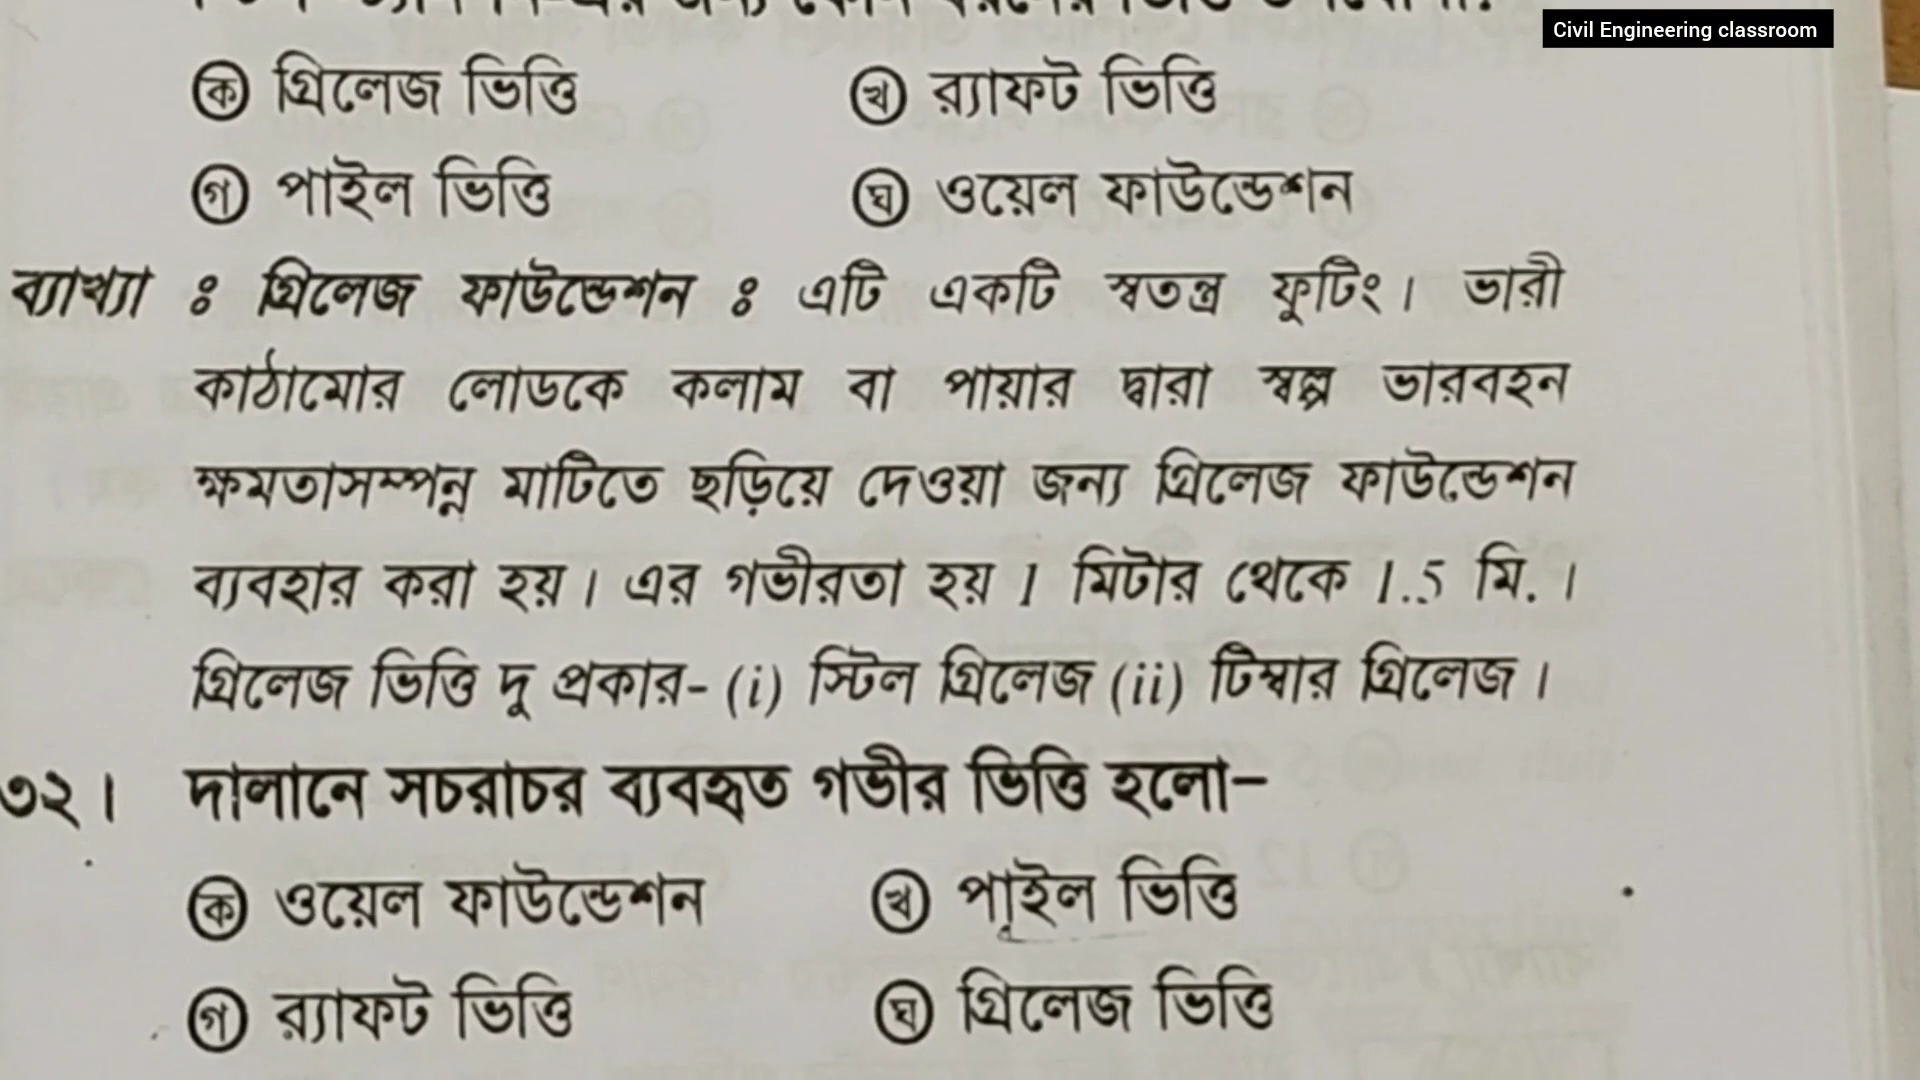 Civil Engineering classroom
ক গ্রিলেজ ভিত্তি খ র‍্যাফট ভিত্তি
গ পাইল ভিত্তি ঘ ওয়েল ফাউন্ডেশন
ব্যাখ্যা ঃ গ্রিলেজ ফাউন্ডেশন ঃ এটি একটি স্বতন্ত্র ফুটিং। ভারী
কাঠামোর লোডকে কলাম বা পায়ার দ্বারা স্বল্প ভারবহন
ক্ষমতাসম্পন্ন মাটিতে ছড়িয়ে দেওয়া জন্য গ্রিলেজ ফাউন্ডেশন
ব্যবহার করা হয়। এর গভীরতা হয় 1 মিটার থেকে 1.5 মি.।
গ্রিলেজ ভিত্তি দু প্রকার- (i) স্টিল গ্রিলেজ (ii) টিম্বার গ্রিলেজ।
৩২। দালানে সচরাচর ব্যবহৃত গভীর ভিত্তি হলো-
ক ওয়েল ফাউন্ডেশন খ পাইল ভিত্তি
গ র‍্যাফট ভিত্তি ঘ গ্রিলেজ ভিত্তি